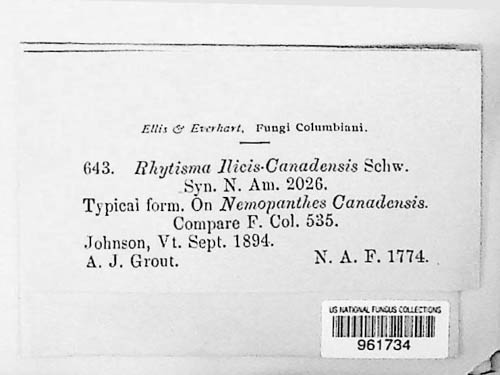 Ellis & Everhart, Fungi Columbiani.
643. Rhytisma Ilicis-Canadensis Schw.
Syn. N. Am. 2026.
Typical form. On Nemopanthes Canadensis.
Compare F. Col. 535.
Johnson, Vt. Sept. 1894.
A. J. Grout. N. A. F. 1774.
US NATIONAL FUNGUS COLLECTIONS
961734